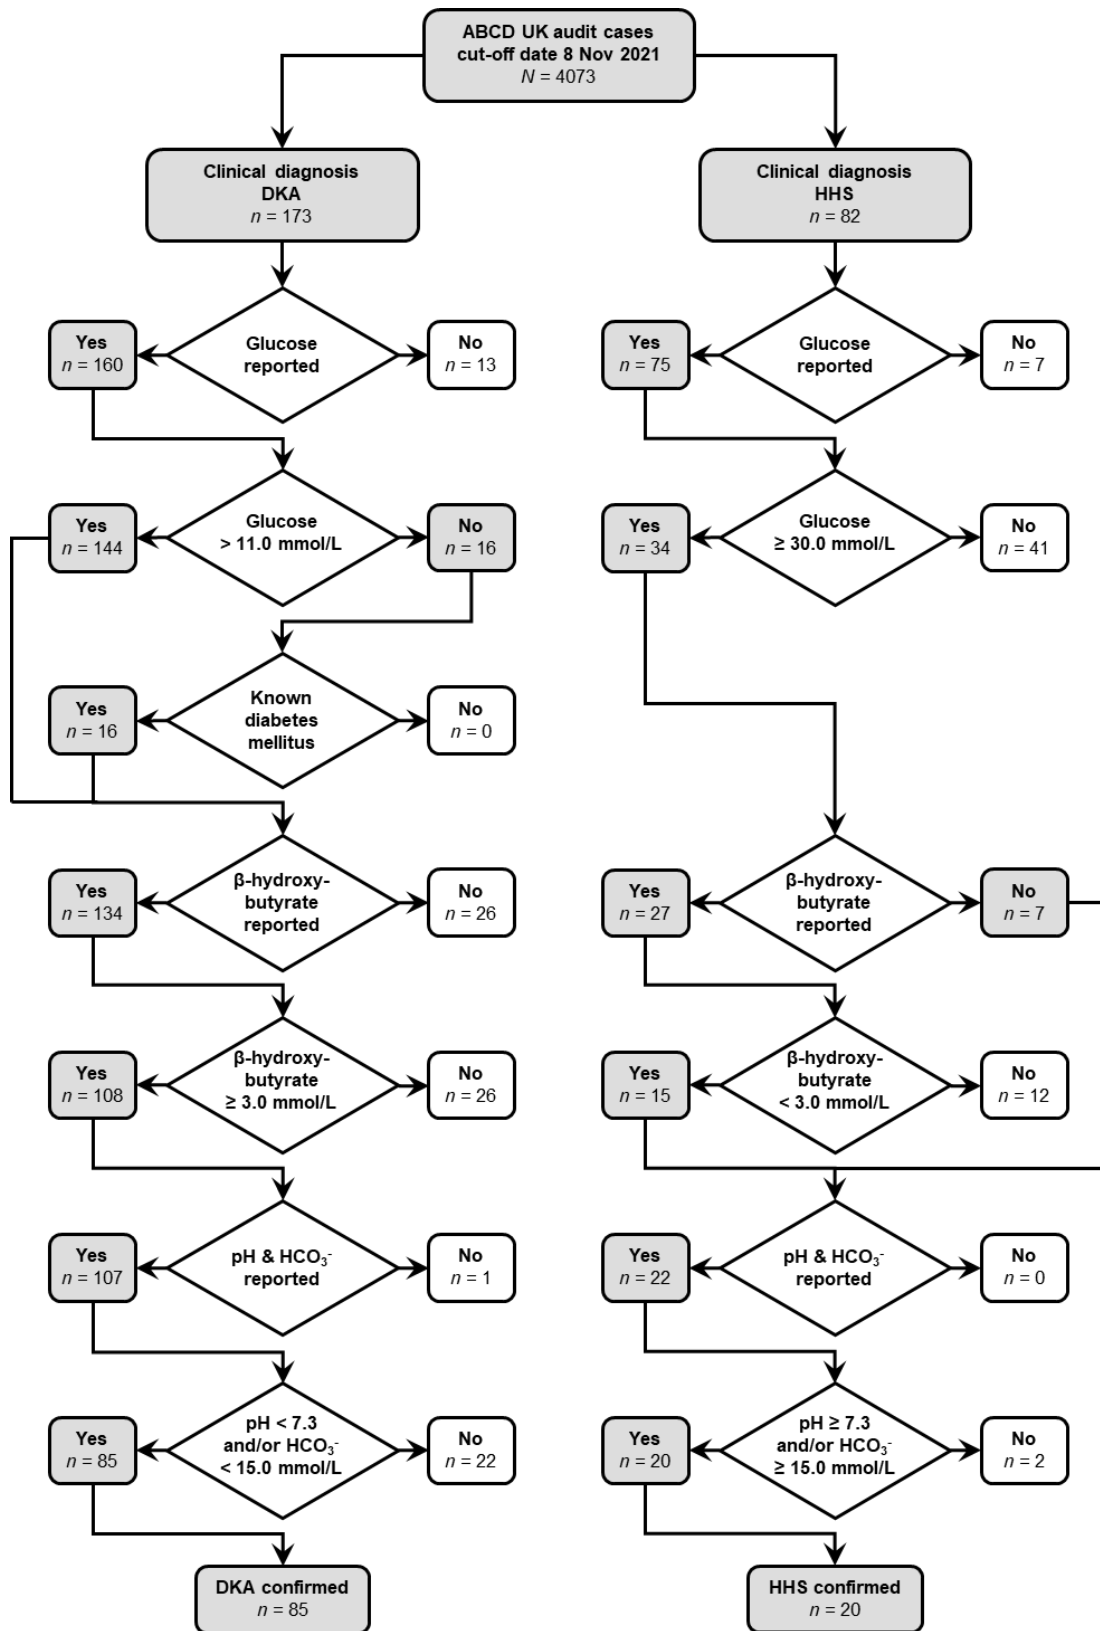 ABCD UK audit cases
cut-off date 8 Nov 2021
N = 4073
Clinical diagnosis
DKA
n = 173
Clinical diagnosis
HHS
n = 82
Yes
n = 160
Glucose
reported
No
n = 13
Yes
n = 75
Glucose
reported
No
n = 7
Yes
n = 144
Glucose
> 11.0 mmol/L
No
n = 16
Yes
n = 34
Glucose
≥ 30.0 mmol/L
No
n = 41
Yes
n = 16
Known
diabetes
mellitus
No
n = 0
Yes
n = 134
β-hydroxy-
butyrate
reported
No
n = 26
Yes
n = 27
β-hydroxy-
butyrate
reported
No
n = 7
Yes
n = 108
β-hydroxy-
butyrate
≥ 3.0 mmol/L
No
n = 26
Yes
n = 15
β-hydroxy-
butyrate
< 3.0 mmol/L
No
n = 12
Yes
n = 107
pH & HCO₃⁻
reported
No
n = 1
Yes
n = 22
pH & HCO₃⁻
reported
No
n = 0
Yes
n = 85
pH < 7.3
and/or HCO₃⁻
< 15.0 mmol/L
No
n = 22
Yes
n = 20
pH ≥ 7.3
and/or HCO₃⁻
≥ 15.0 mmol/L
No
n = 2
DKA confirmed
n = 85
HHS confirmed
n = 20